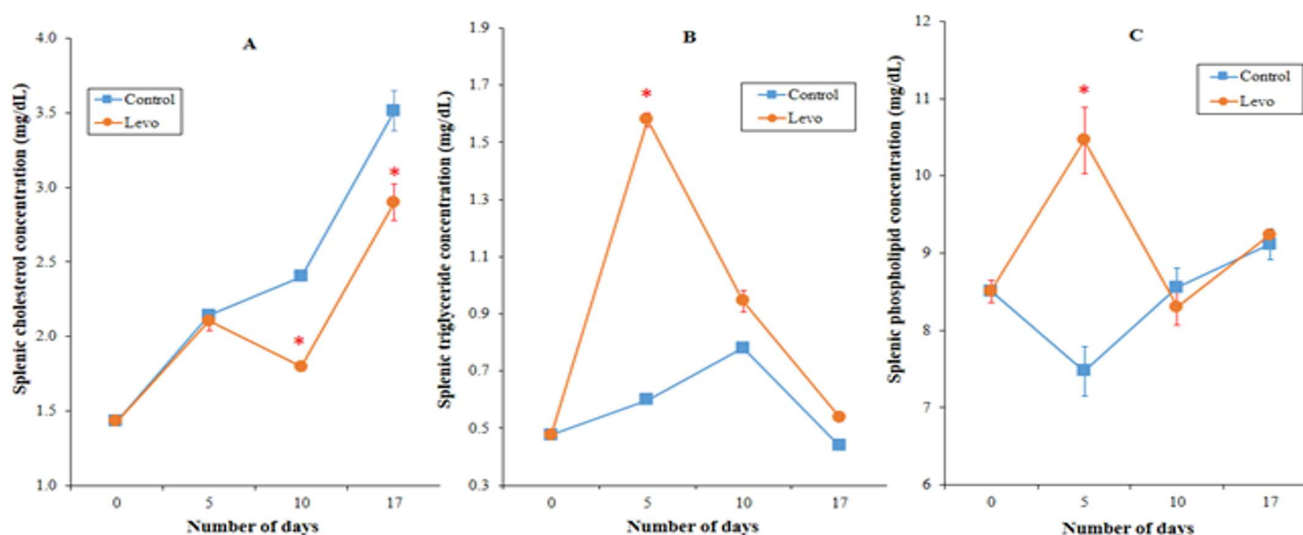 A
Splenic cholesterol concentration (mg/dL)
4.0
3.5
3.0
2.5
2.0
1.5
1.0
Control
Levo
*
*
0 5 10 17
Number of days
B
Splenic triglyceride concentration (mg/dL)
1.9
1.7
1.5
1.3
1.1
0.9
0.7
0.5
0.3
Control
Levo
*
0 5 10 17
Number of days
C
Splenic phospholipid concentration (mg/dL)
12
11
10
9
8
7
6
Control
Levo
*
0 5 10 17
Number of days